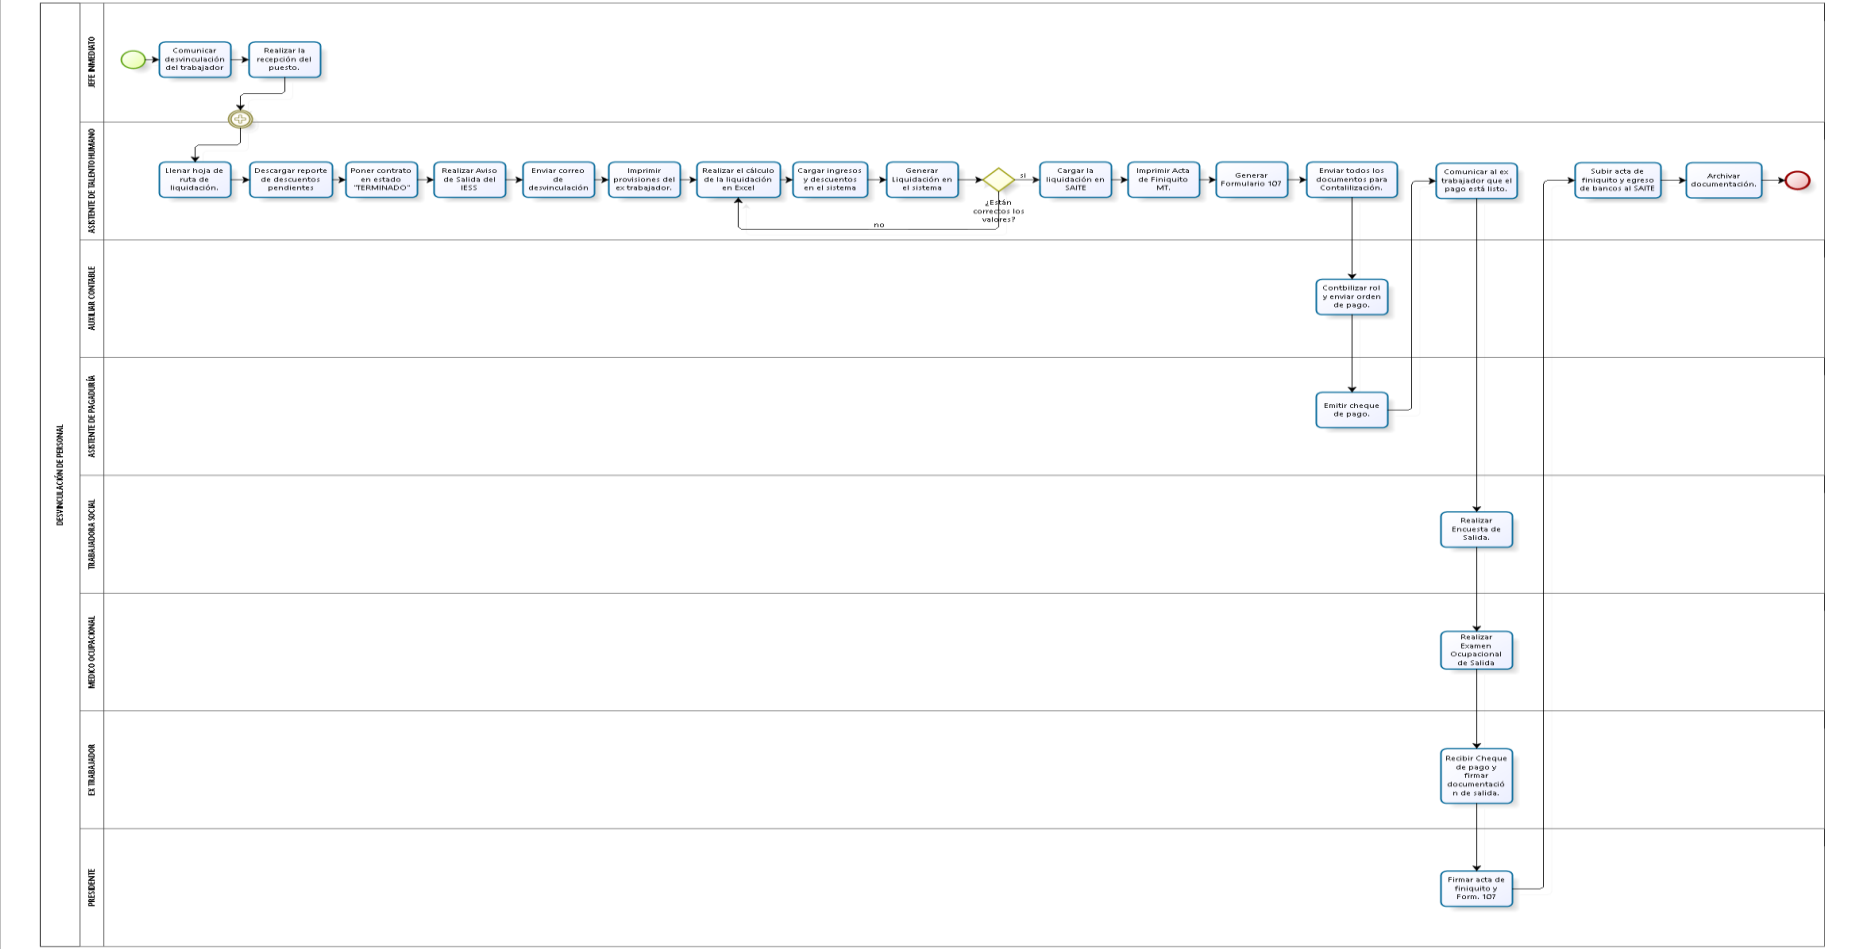 DESVINCULACIÓN DE PERSONAL
JEFE INMEDIATO
Comunicar
desvinculación
del trabajador
Realizar la
recepción del
puesto.
ASISTENTE DE TALENTO HUMANO
Llenar hoja de
ruta de
liquidación.
Descargar reporte
de descuentos
pendientes
Poner contrato
en estado
"TERMINADO"
Realizar Aviso
de Salida del
IESS
Enviar correo
de
desvinculación
Imprimir
provisiones del
ex trabajador.
Realizar el cálculo
de la liquidación
en Excel
Cargar ingresos
y descuentos
en el sistema
Generar
Liquidación en
el sistema
¿Están
correctos los
valores?
si
no
Cargar la
liquidación en
SAITE
Imprimir Acta
de Finiquito
MT.
Generar
Formulario 107
Enviar todos los
documentos para
Contalilización.
Comunicar al ex
trabajador que el
pago está listo.
Subir acta de
finiquito y egreso
de bancos al SAITE
Archivar
documentación.
AUXILIAR CONTABLE
Contbilizar rol
y enviar orden
de pago.
ASISTENTE DE PAGADURÍA
Emitir cheque
de pago.
TRABAJADORA SOCIAL
Realizar
Encuesta de
Salida.
MEDICO OCUPACIONAL
Realizar
Examen
Ocupacional
de Salida
EX TRABAJADOR
Recibir Cheque
de pago y
firmar
documentació
n de salida.
PRESIDENTE
Firmar acta de
finiquito y
Form. 107